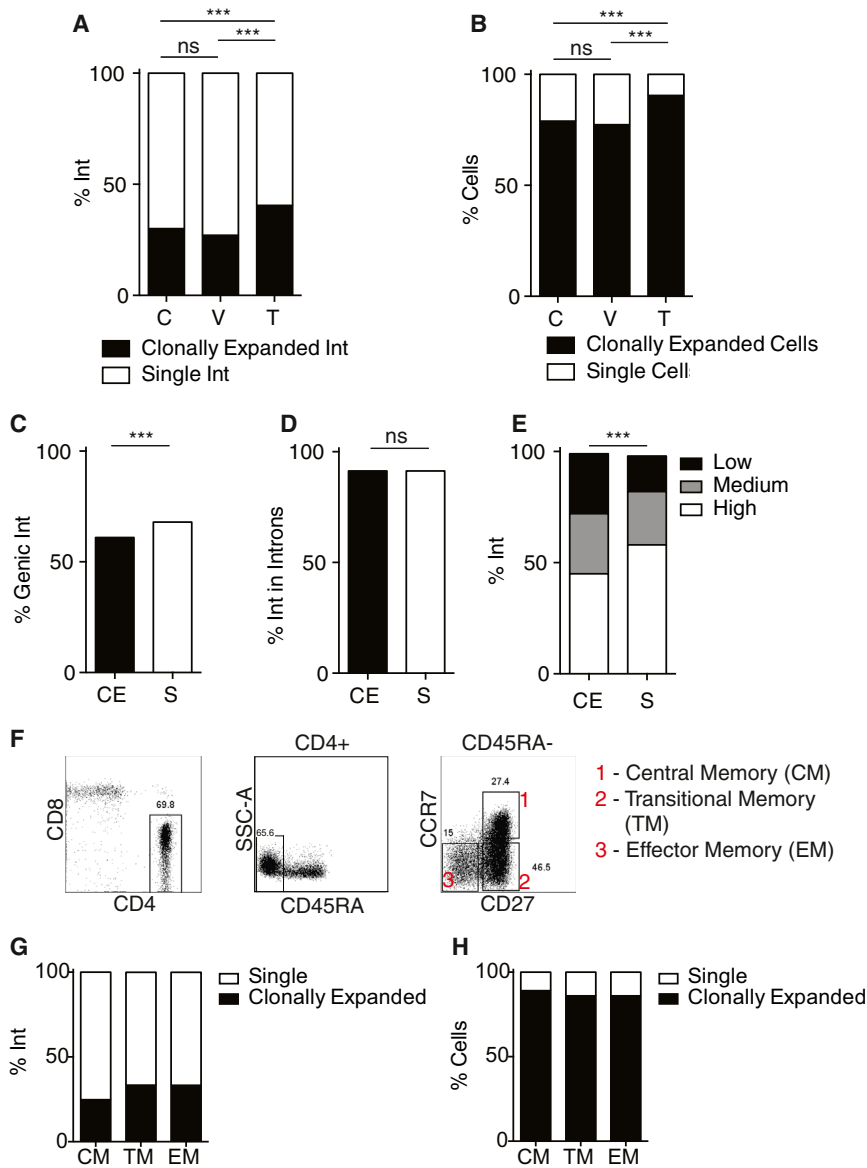 A
***
ns
***
100
50
0
% Int
C V T
Clonally Expanded Int
Single Int
B
***
ns
***
100
50
0
% Cells
C V T
Clonally Expanded Cells
Single Cells
C
***
100
50
0
% Genic Int
CE S
D
ns
100
50
0
% Int in Introns
CE S
E
***
100
50
0
% Int
CE S
Low
Medium
High
F
CD8
69.8
CD4
CD4+
SSC-A
65.6
CD45RA
CD45RA-
CCR7
27.4
1
15
3
46.5
2
CD27
1 - Central Memory (CM)
2 - Transitional Memory
(TM)
3 - Effector Memory (EM)
G
100
50
0
% Int
CM TM EM
Single
Clonally Expanded
H
100
50
0
% Cells
CM TM EM
Single
Clonally Expanded